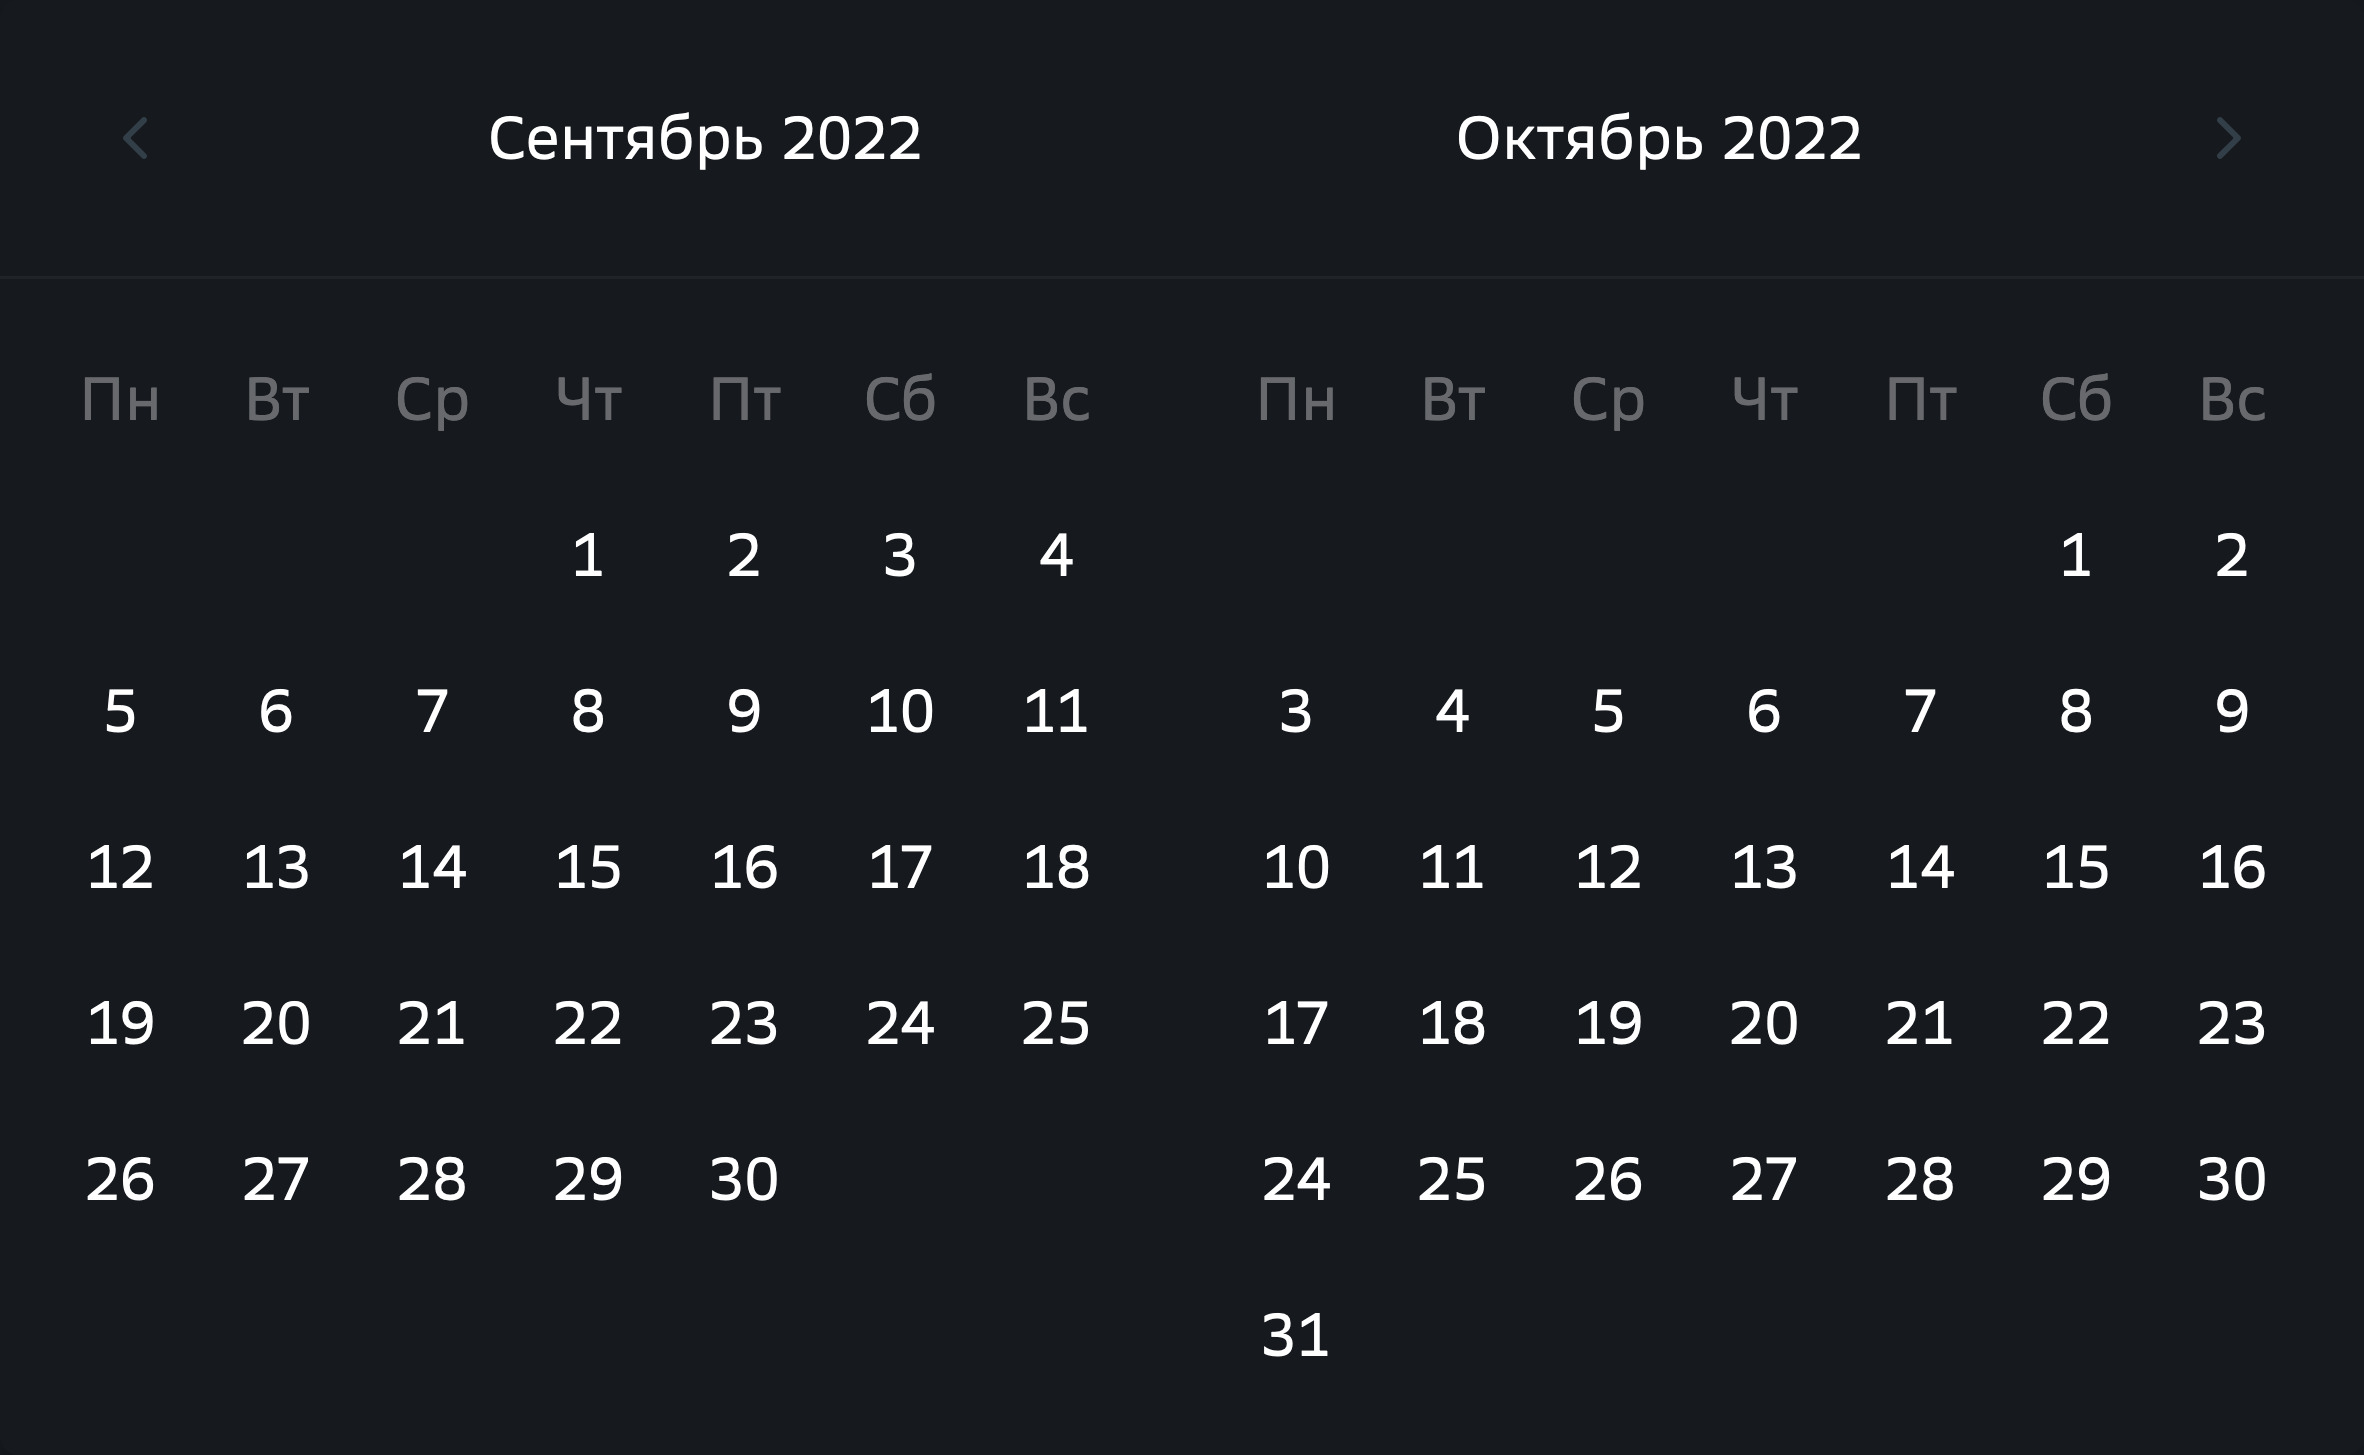 Сентябрь 2022
Пн Вт Ср Чт Пт Сб Вс
1 2 3 4
5 6 7 8 9 10 11
12 13 14 15 16 17 18
19 20 21 22 23 24 25
26 27 28 29 30
Октябрь 2022
Пн Вт Ср Чт Пт Сб Вс
1 2
3 4 5 6 7 8 9
10 11 12 13 14 15 16
17 18 19 20 21 22 23
24 25 26 27 28 29 30
31